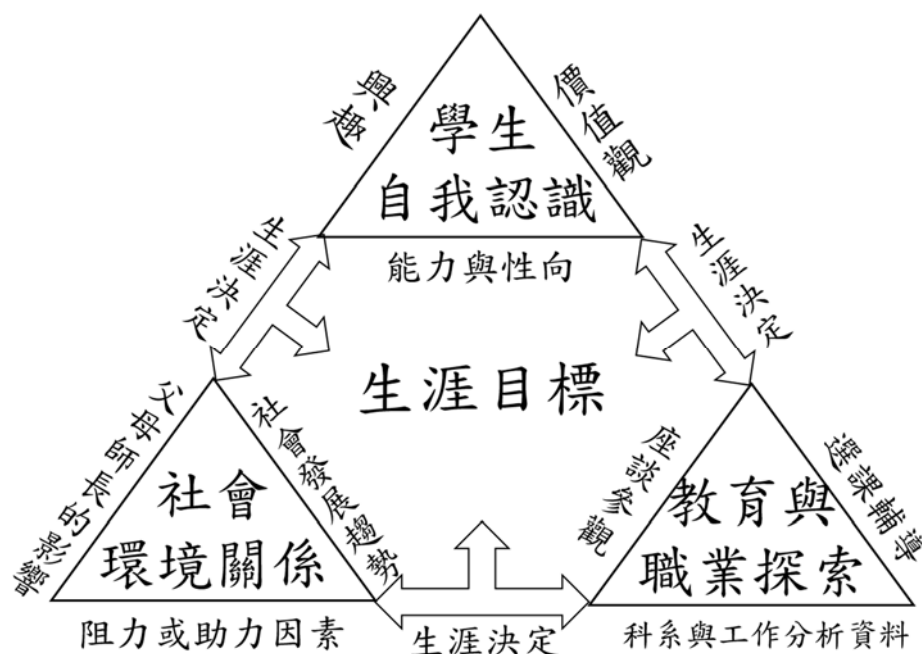 興趣
價值觀
學生
自我認識
能力與性向
生涯決定
生涯決定
生涯目標
父母師長的影響
社會發展趨勢
社會
環境關係
阻力或助力因素
座談參觀
選課輔導
教育與
職業探索
科系與工作分析資料
生涯決定